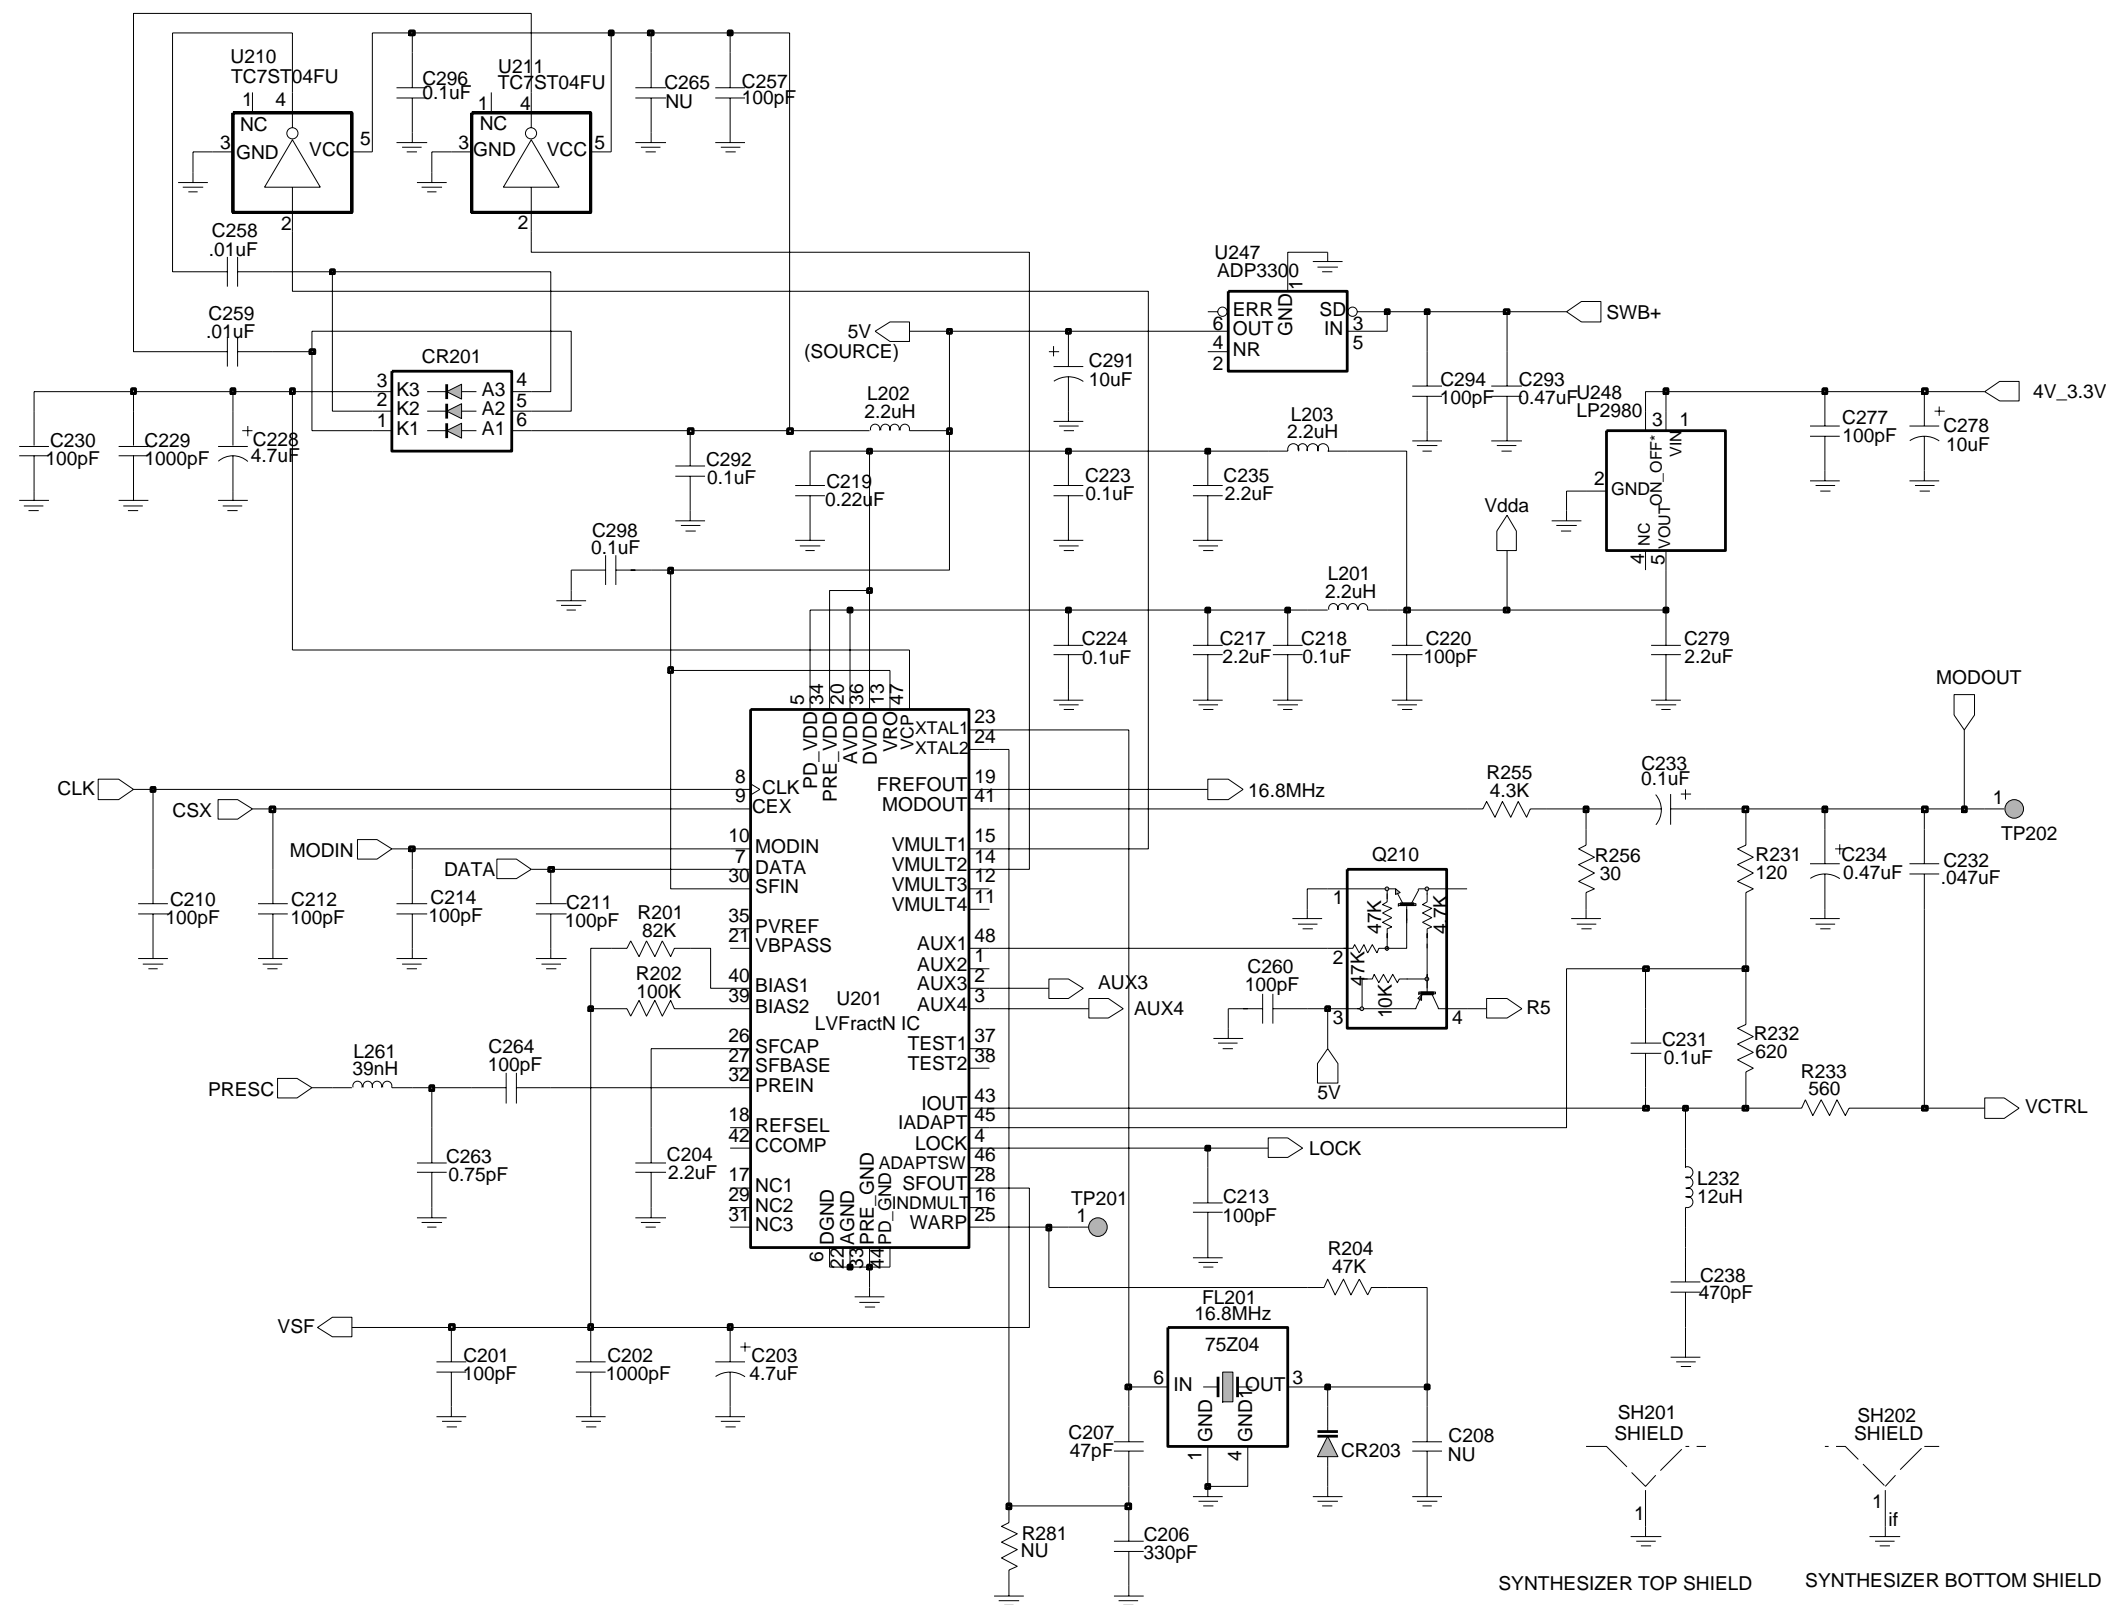 U210
TC7ST04FU
1
4
NC
3
GND
VCC
5
2
C296
0.1uF
U211
TC7ST04FU
1
4
NC
3
GND
VCC
5
2
C265
NU
C257
100pF
C258
.01uF
C259
.01uF
CR201
3
K3
A3
4
2
K2
A2
5
1
K1
A1
6
C230
100pF
C229
1000pF
+
C228
4.7uF
5V
(SOURCE)
L202
2.2uH
C292
0.1uF
C298
0.1uF
C219
0.22uF
+
C291
10uF
U247
ADP3300
1
GND
ERR
SD
6
OUT
IN
3
4
NR
5
2
SWB+
C294
100pF
C293
0.47uF
U248
LP2980
3
1
ON_OFF*
VIN
2
GND
NC
VOUT
4
5
4V_3.3V
C277
100pF
+
C278
10uF
L203
2.2uH
C223
0.1uF
C235
2.2uF
Vdda
L201
2.2uH
C224
0.1uF
C217
2.2uF
C218
0.1uF
C220
100pF
C279
2.2uF
MODOUT
5
34
20
36
13
47
PD_VDD
PRE_VDD
AVDD
DVDD
VRO
VCP
XTAL1
23
XTAL2
24
CLK
8
CLK
CSX
9
CEX
MODIN
10
MODIN
DATA
7
DATA
30
SFIN
C210
100pF
C212
100pF
C214
100pF
C211
100pF
35
PVREF
21
VBPASS
R201
82K
R202
100K
40
BIAS1
39
BIAS2
U201
LVFractN IC
26
SFCAP
27
SFBASE
32
PREIN
18
REFSEL
42
CCOMP
17
NC1
29
NC2
31
NC3
FREFOUT
19
16.8MHz
MODOUT
41
VMULT1
15
VMULT2
14
VMULT3
12
VMULT4
11
AUX1
48
AUX2
1
AUX3
2
AUX3
AUX4
3
AUX4
TEST1
37
TEST2
38
IOUT
43
IADAPT
45
LOCK
4
LOCK
ADAPTSW
46
SFOUT
28
INDMULT
16
WARP
25
DGND
AGND
PRE_GND
PD_GND
6
22
33
44
R255
4.3K
C233
0.1uF
+
1
TP202
R256
30
R231
120
+
C234
0.47uF
C232
.047uF
Q210
1
47K
4.7K
2
47K
10K
3
4
R5
C260
100pF
5V
C231
0.1uF
R232
620
R233
560
VCTRL
L232
12uH
C238
470pF
PRESC
L261
39nH
C264
100pF
C263
0.75pF
C204
2.2uF
TP201
1
C213
100pF
R204
47K
VSF
C201
100pF
C202
1000pF
+
C203
4.7uF
FL201
16.8MHz
75Z04
6
IN
OUT
3
GND
GND
1
4
C207
47pF
CR203
C208
NU
R281
NU
C206
330pF
SH201
SHIELD
1
SYNTHESIZER TOP SHIELD
SH202
SHIELD
1
if
SYNTHESIZER BOTTOM SHIELD